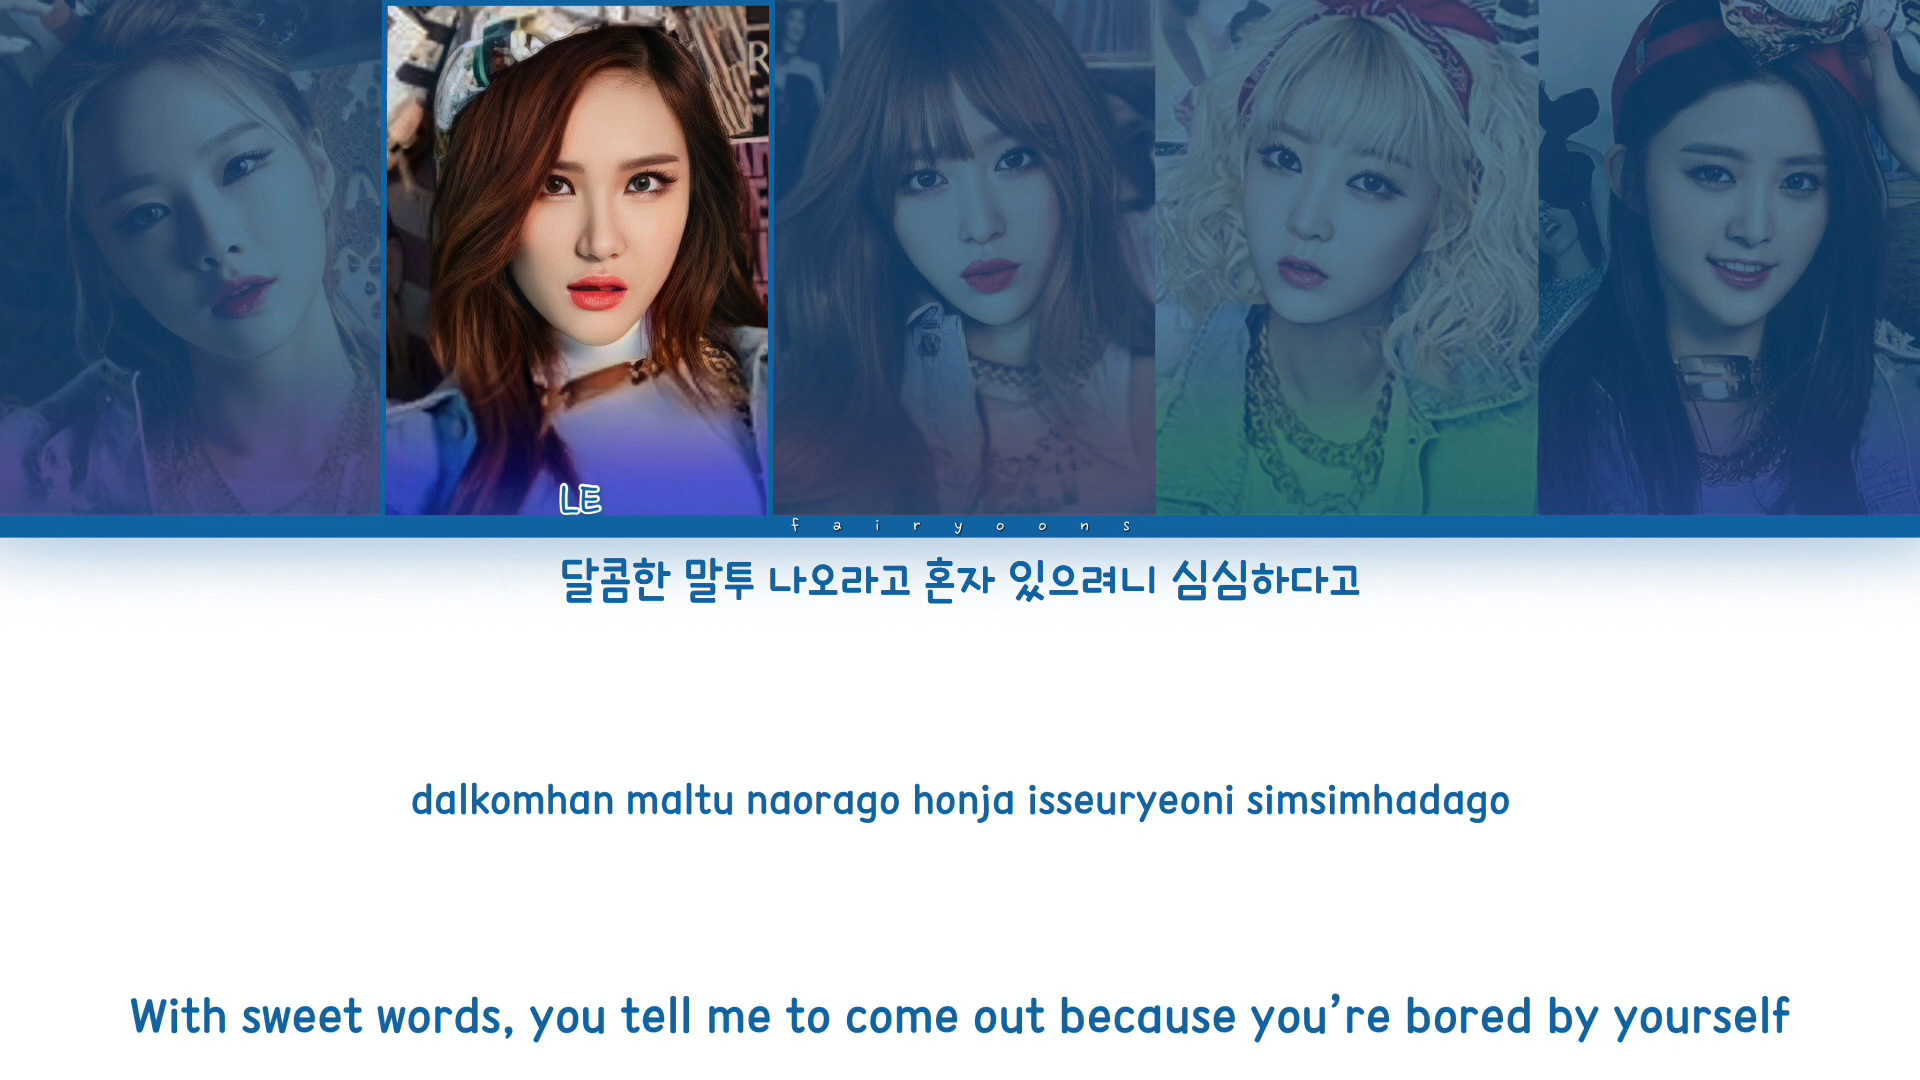 LE
fairyoons
달콤한 말투 나오라고 혼자 있으려니 심심하다고
dalkomhan maltu naorago honja isseuryeoni simsimhadago
With sweet words, you tell me to come out because you’re bored by yourself